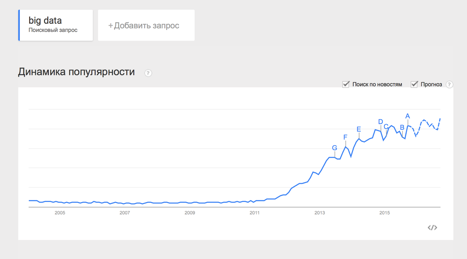 big data
Поисковый запрос
+Добавить запрос
Динамика популярности
?
Поиск по новостям
Прогноз
?
A
B
C
D
E
F
G
2005
2007
2009
2011
2013
2015
</>